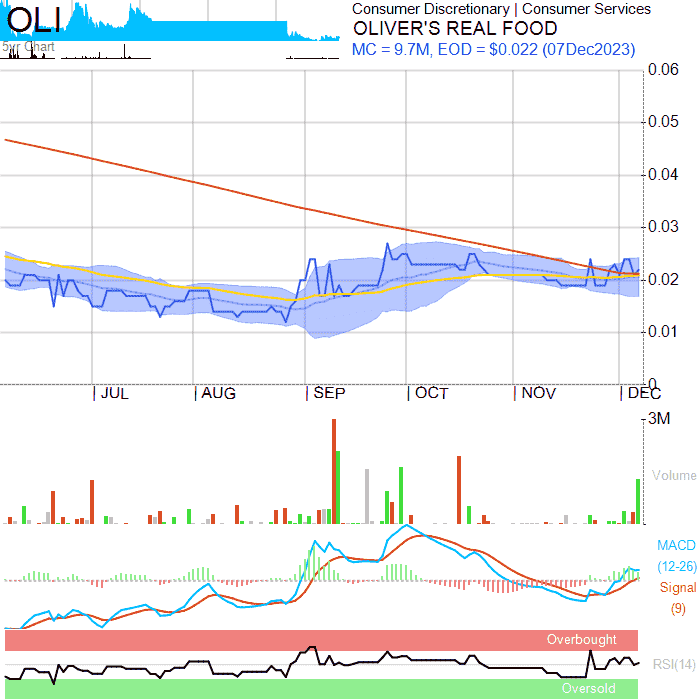 OLI
5yr Chart
Consumer Discretionary | Consumer Services
OLIVER'S REAL FOOD
MC = 9.7M, EOD = $0.022 (07Dec2023)
0.06
0.05
0.04
0.03
0.02
0.01
0
JUL AUG SEP OCT NOV DEC
3M
Volume
MACD
(12-26)
Signal
(9)
Overbought
RSI(14)
Oversold